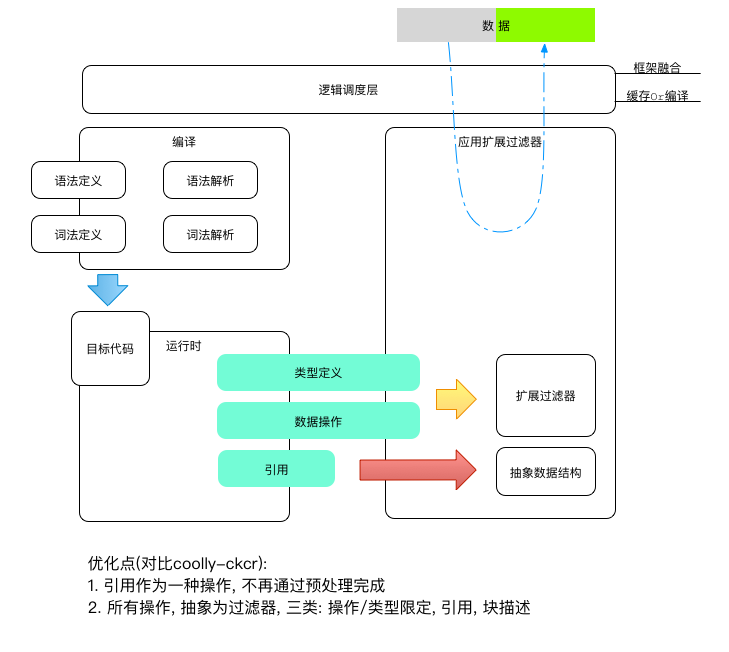 数 据
框架融合
逻辑调度层
缓存Or编译
编译
应用扩展过滤器
语法定义
语法解析
词法定义
词法解析
目标代码
运行时
类型定义
扩展过滤器
数据操作
引用
抽象数据结构
优化点(对比coolly-ckcr):
1. 引用作为一种操作, 不再通过预处理完成
2. 所有操作, 抽象为过滤器, 三类: 操作/类型限定, 引用, 块描述